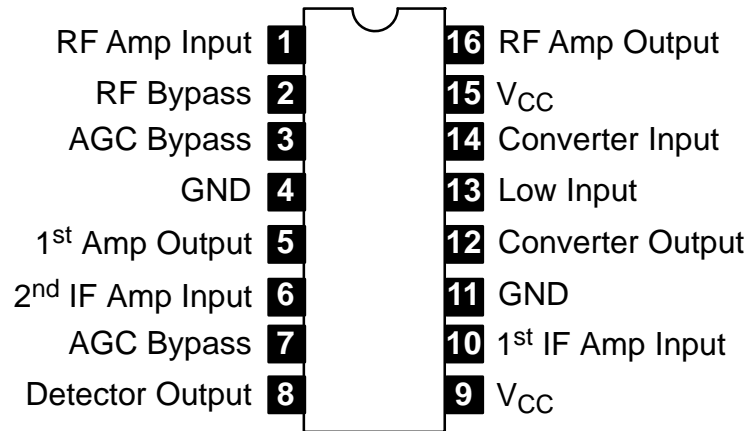 RF Amp Input 1 16 RF Amp Output
RF Bypass 2 15 VCC
AGC Bypass 3 14 Converter Input
GND 4 13 Low Input
1st Amp Output 5 12 Converter Output
2nd IF Amp Input 6 11 GND
AGC Bypass 7 10 1st IF Amp Input
Detector Output 8 9 VCC